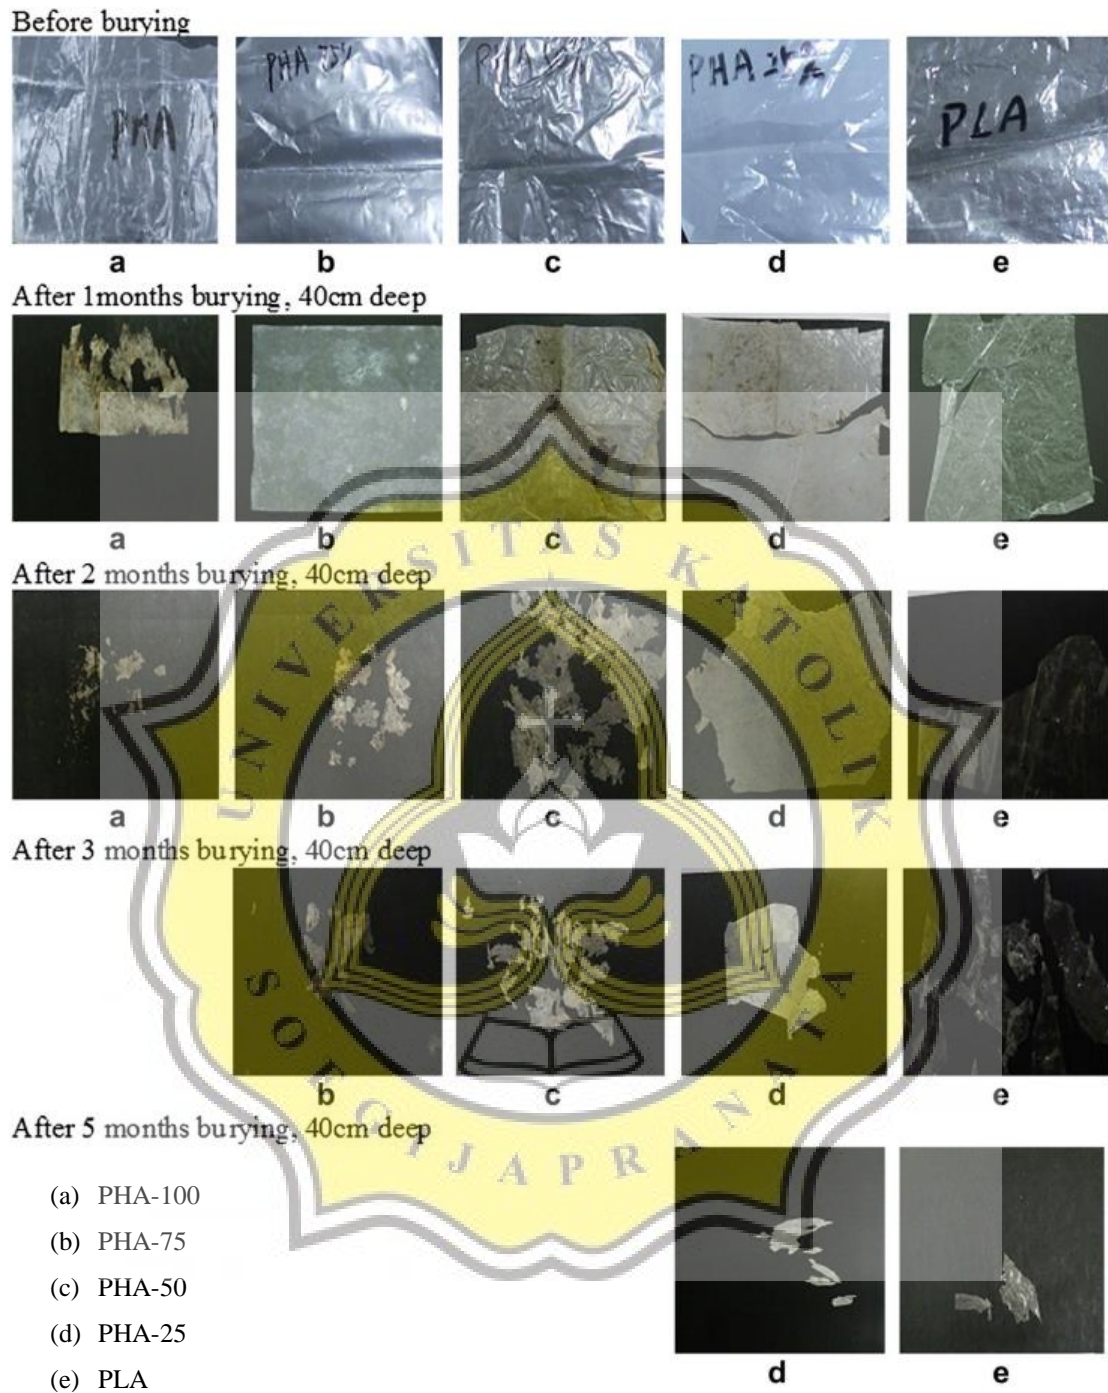 Before burying
PHA
PHA 75%
PHA
PHA 25%
PLA
a b c d e
After 1months burying, 40cm deep
a b c d e
After 2 months burying, 40cm deep
a b c d e
After 3 months burying, 40cm deep
b c d e
After 5 months burying, 40cm deep
d e
(a) PHA-100
(b) PHA-75
(c) PHA-50
(d) PHA-25
(e) PLA
UNIVERSITAS KATOLIK
SOEGIJAPRANATA